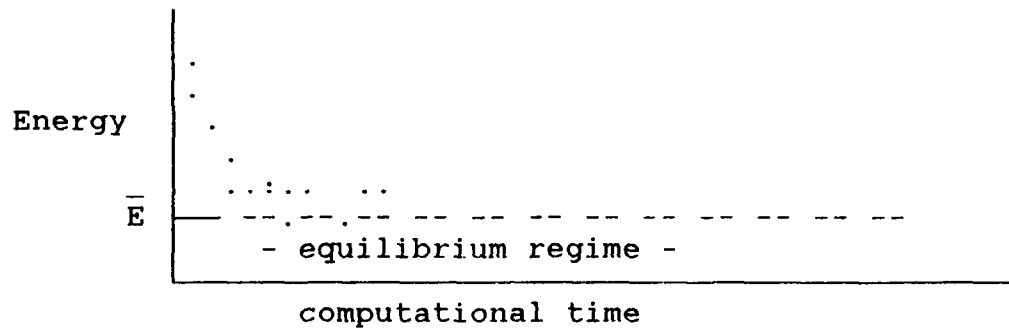 Energy
E̅
- equilibrium regime -
computational time